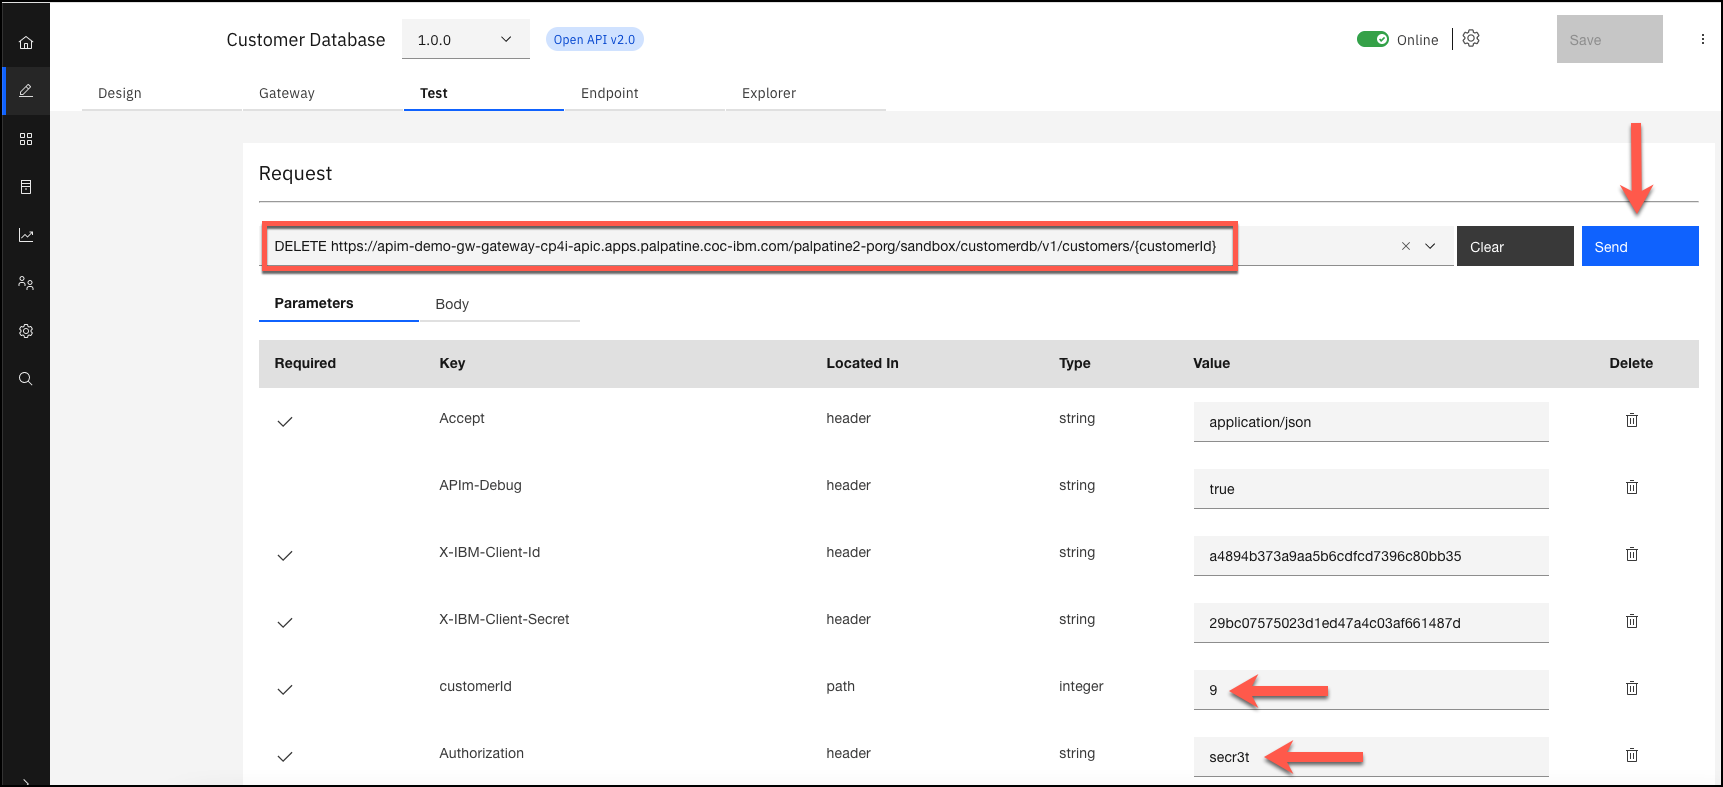 Customer Database
1.0.0
Open API v2.0
Online
Save
Design
Gateway
Test
Endpoint
Explorer
Request
DELETE https://apim-demo-gw-gateway-cp4i-apic.apps.palpatine.coc-ibm.com/palpatine2-porg/sandbox/customerdb/v1/customers/{customerId}
Clear
Send
Parameters
Body
Required Key Located In Type Value Delete
Accept header string application/json
APIm-Debug header string true
X-IBM-Client-Id header string a4894b373a9aa5b6cdfcd7396c80bb35
X-IBM-Client-Secret header string 29bc07575023d1ed47a4c03af661487d
customerId path integer 9
Authorization header string secr3t